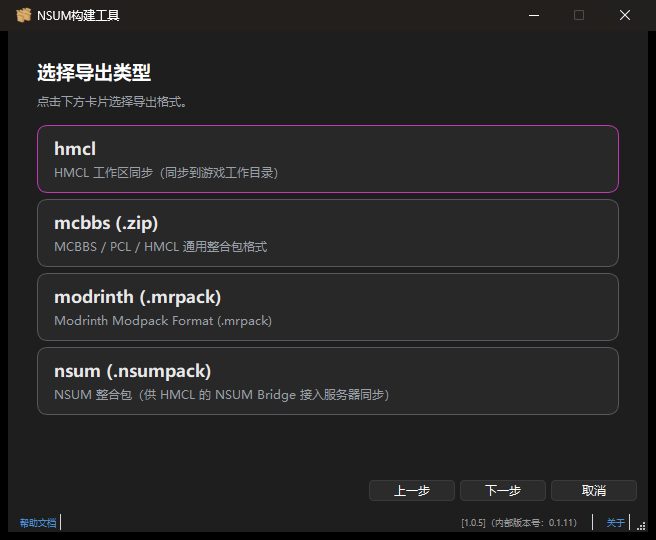 NSUM构建工具
选择导出类型
点击下方卡片选择导出格式。
hmcl
HMCL 工作区同步（同步到游戏工作目录）
mcbbs (.zip)
MCBBS / PCL / HMCL 通用整合包格式
modrinth (.mrpack)
Modrinth Modpack Format (.mrpack)
nsum (.nsumpack)
NSUM 整合包（供 HMCL 的 NSUM Bridge 接入服务器同步）
上一步 下一步 取消
帮助文档 [1.0.5]（内部版本号：0.1.11） 关于